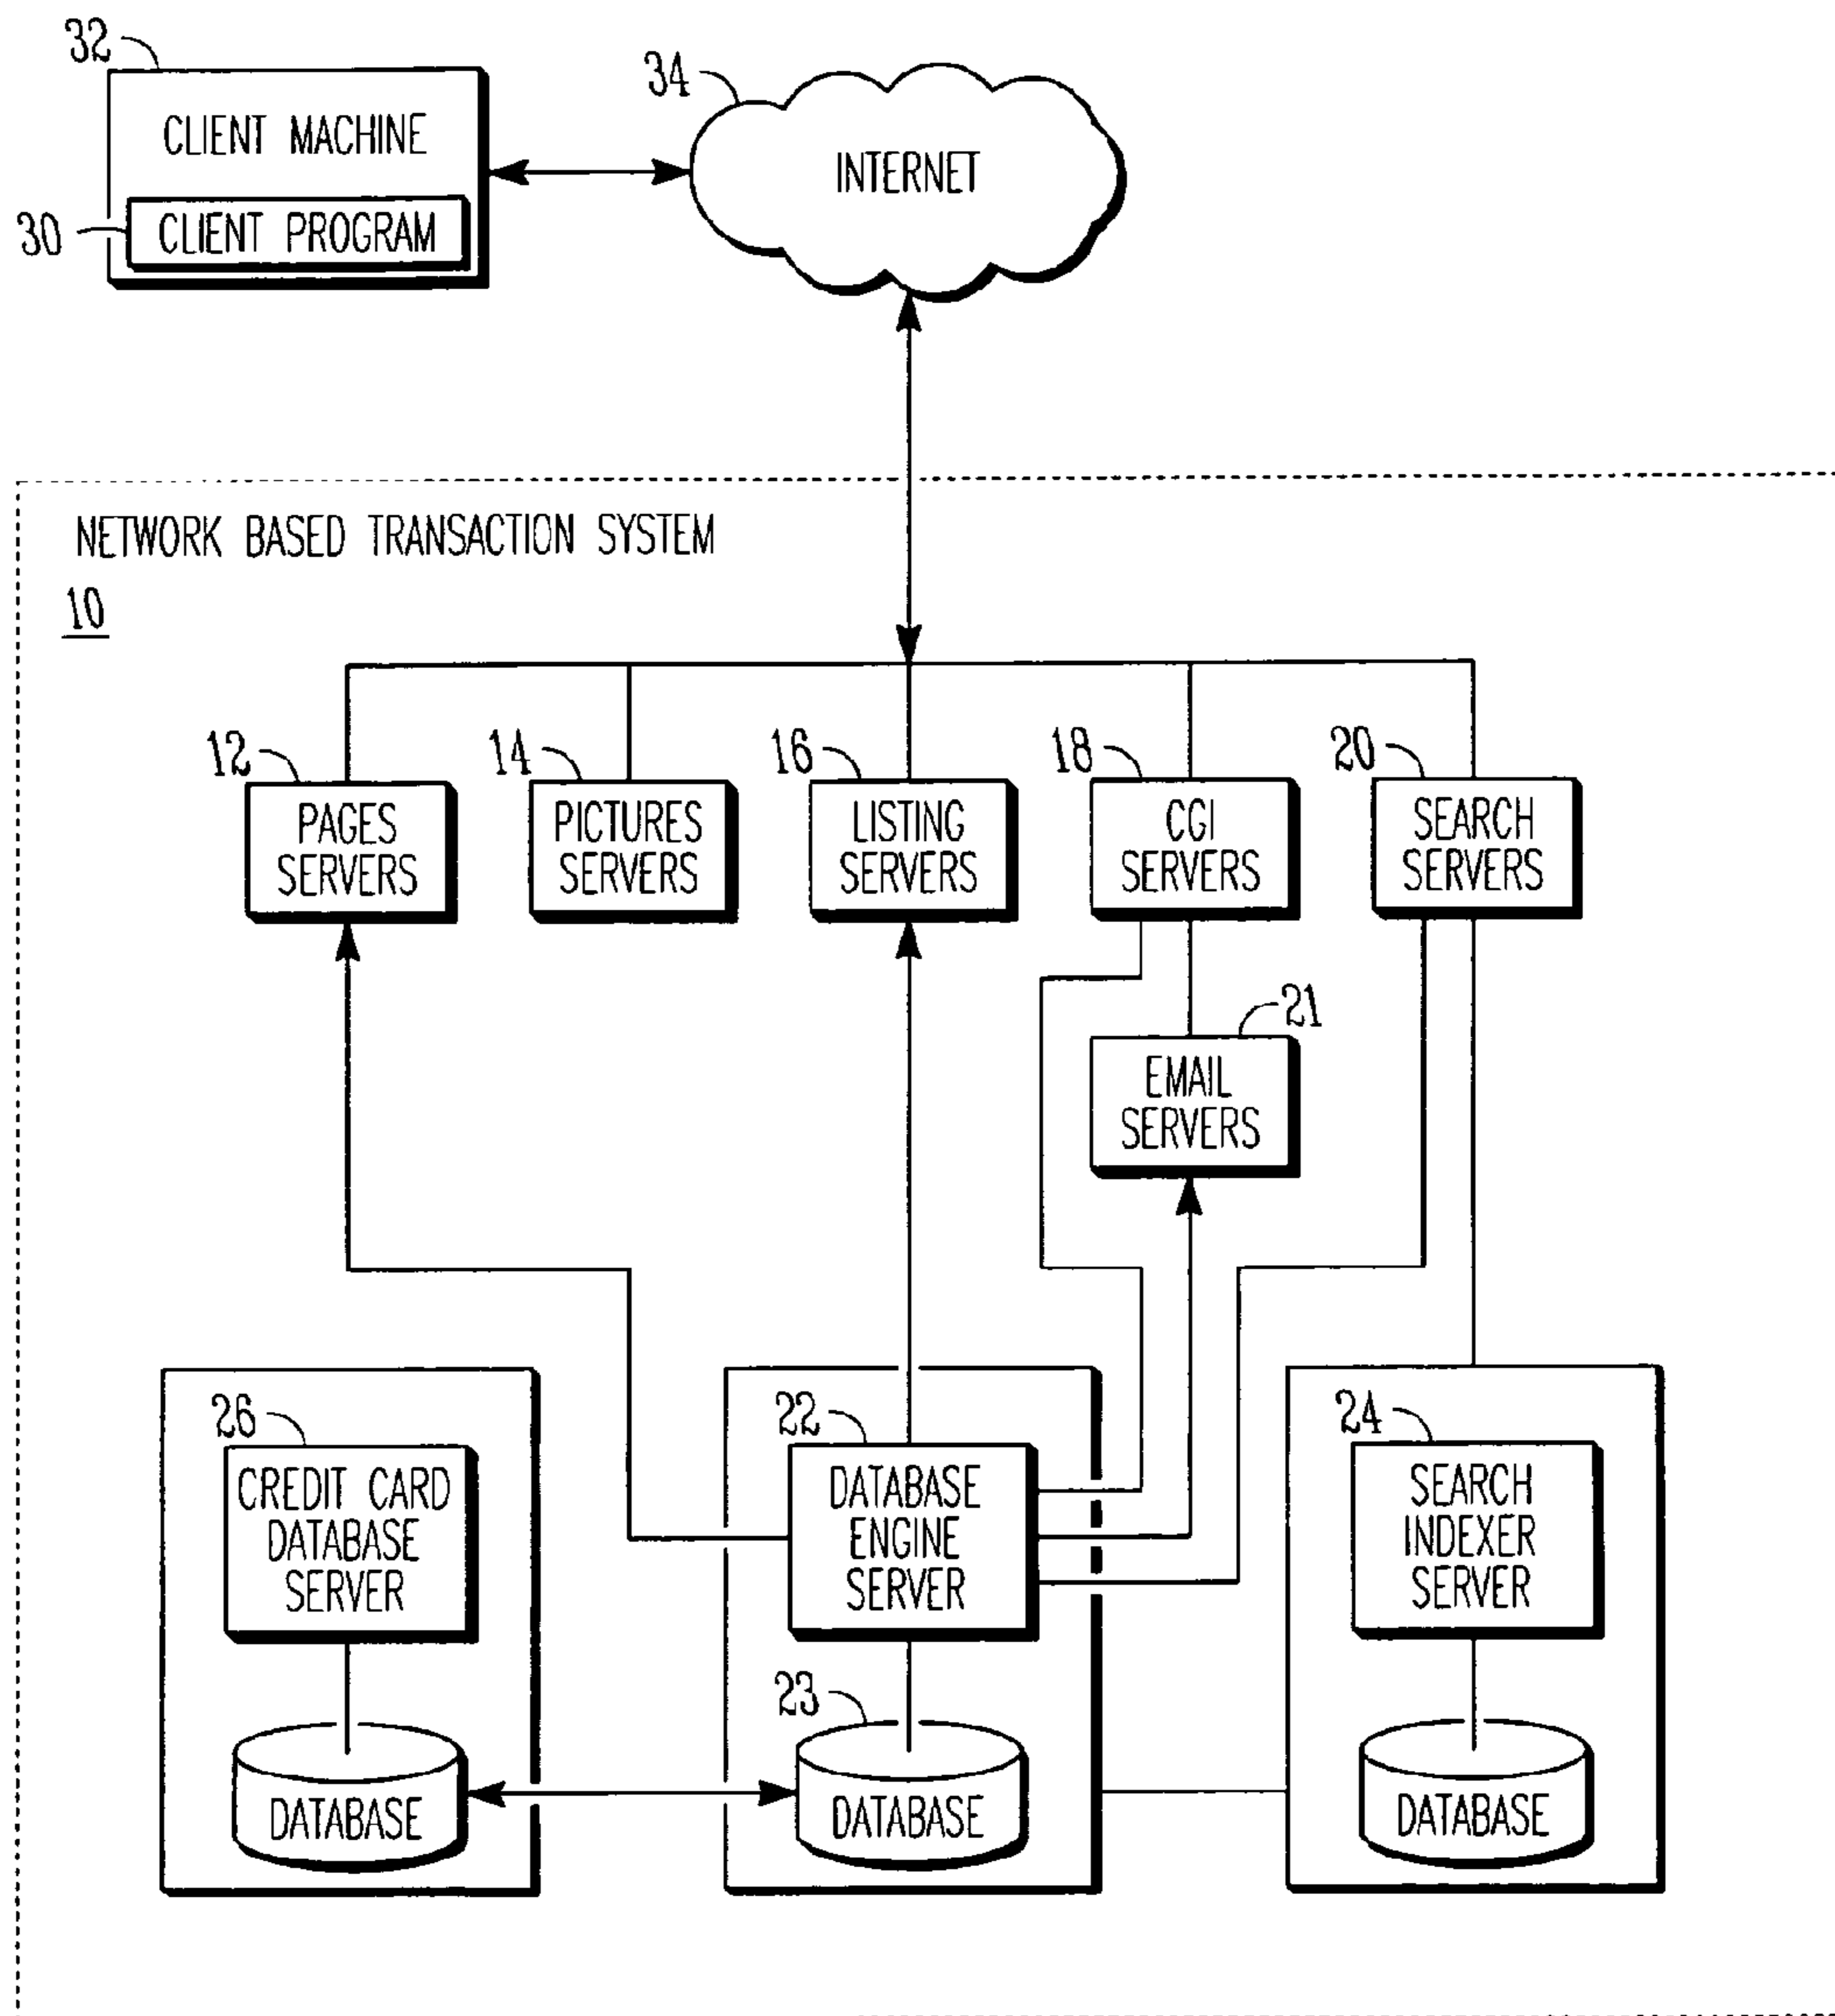 32
CLIENT MACHINE
30
CLIENT PROGRAM
34
INTERNET
NETWORK BASED TRANSACTION SYSTEM
10
12
PAGES
SERVERS
14
PICTURES
SERVERS
16
LISTING
SERVERS
18
CGI
SERVERS
20
SEARCH
SERVERS
21
EMAIL
SERVERS
26
CREDIT CARD
DATABASE
SERVER
DATABASE
22
DATABASE
ENGINE
SERVER
23
DATABASE
24
SEARCH
INDEXER
SERVER
DATABASE